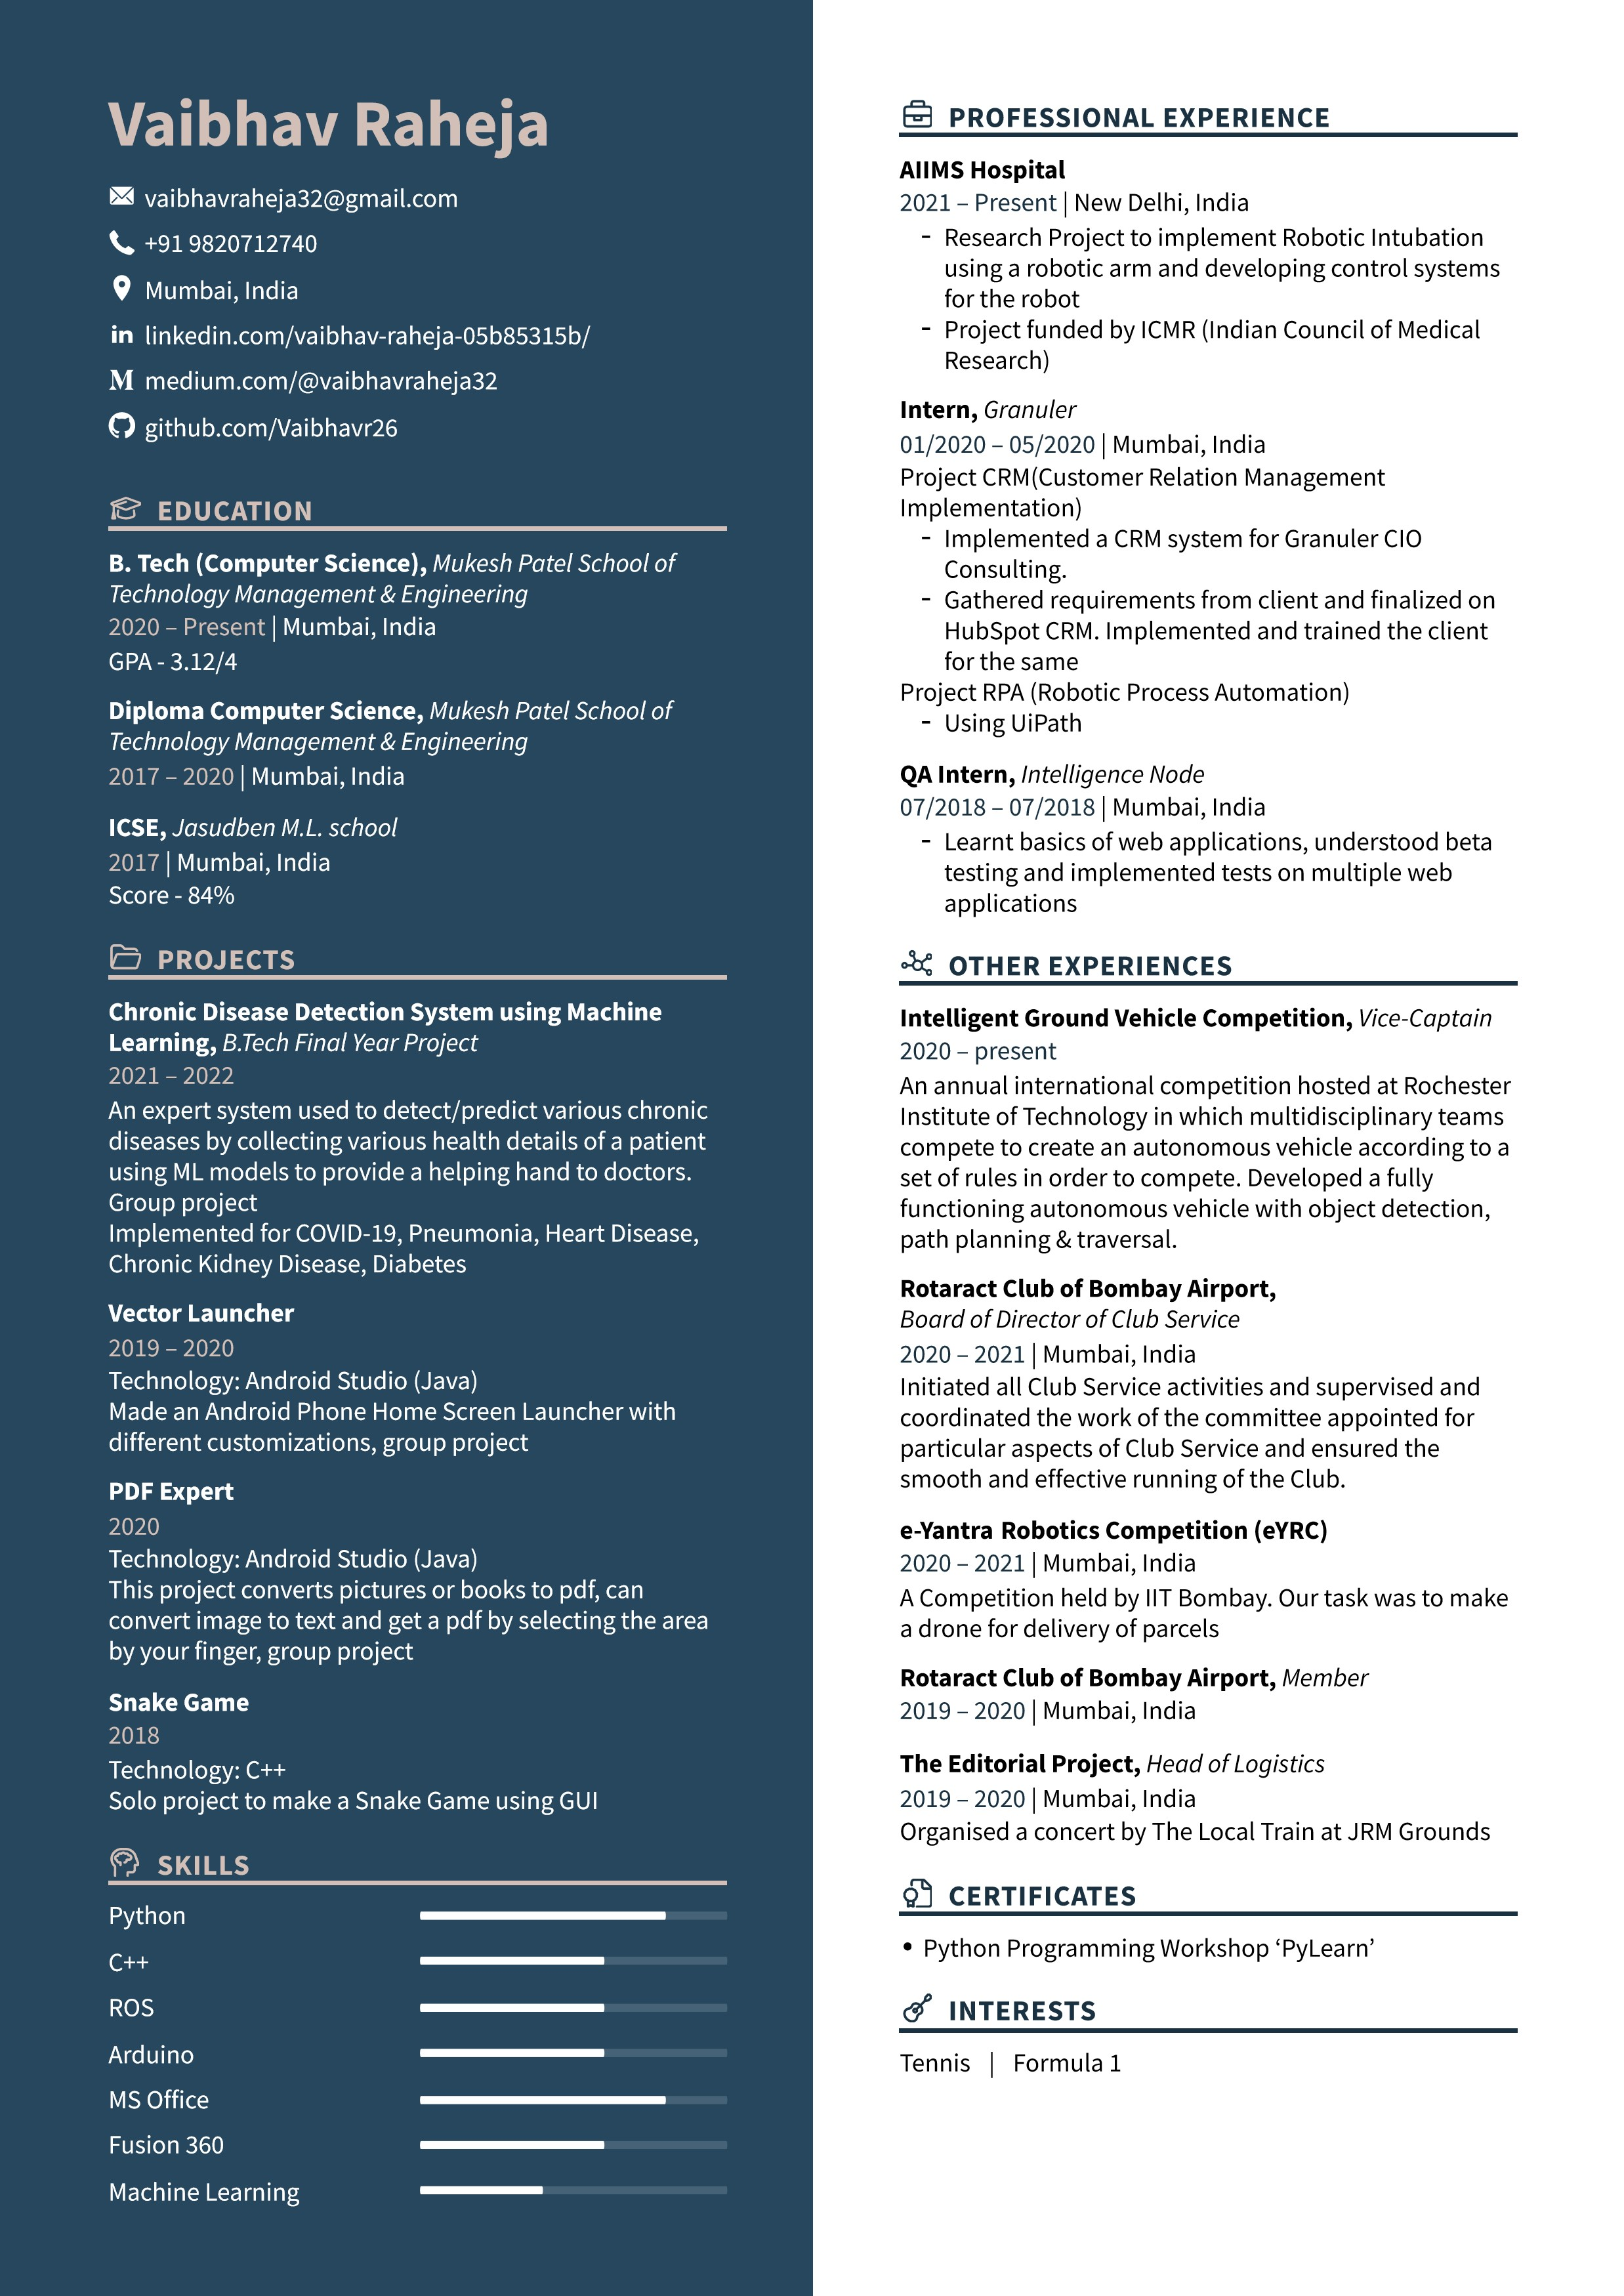 Vaibhav Raheja
vaibhavraheja32@gmail.com
+91 9820712740
Mumbai, India
linkedin.com/vaibhav-raheja-05b85315b/
medium.com/@vaibhavraheja32
github.com/Vaibhavr26
EDUCATION
B. Tech (Computer Science), Mukesh Patel School of
Technology Management & Engineering
2020 – Present | Mumbai, India
GPA - 3.12/4
Diploma Computer Science, Mukesh Patel School of
Technology Management & Engineering
2017 – 2020 | Mumbai, India
ICSE, Jasudben M.L. school
2017 | Mumbai, India
Score - 84%
PROJECTS
Chronic Disease Detection System using Machine
Learning, B.Tech Final Year Project
2021 – 2022
An expert system used to detect/predict various chronic
diseases by collecting various health details of a patient
using ML models to provide a helping hand to doctors.
Group project
Implemented for COVID-19, Pneumonia, Heart Disease,
Chronic Kidney Disease, Diabetes
Vector Launcher
2019 – 2020
Technology: Android Studio (Java)
Made an Android Phone Home Screen Launcher with
different customizations, group project
PDF Expert
2020
Technology: Android Studio (Java)
This project converts pictures or books to pdf, can
convert image to text and get a pdf by selecting the area
by your finger, group project
Snake Game
2018
Technology: C++
Solo project to make a Snake Game using GUI
SKILLS
Python
C++
ROS
Arduino
MS Office
Fusion 360
Machine Learning
PROFESSIONAL EXPERIENCE
AIIMS Hospital
2021 – Present | New Delhi, India
- Research Project to implement Robotic Intubation
using a robotic arm and developing control systems
for the robot
- Project funded by ICMR (Indian Council of Medical
Research)
Intern, Granuler
01/2020 – 05/2020 | Mumbai, India
Project CRM(Customer Relation Management
Implementation)
- Implemented a CRM system for Granuler CIO
Consulting.
- Gathered requirements from client and finalized on
HubSpot CRM. Implemented and trained the client
for the same
Project RPA (Robotic Process Automation)
- Using UiPath
QA Intern, Intelligence Node
07/2018 – 07/2018 | Mumbai, India
- Learnt basics of web applications, understood beta
testing and implemented tests on multiple web
applications
OTHER EXPERIENCES
Intelligent Ground Vehicle Competition, Vice-Captain
2020 – present
An annual international competition hosted at Rochester
Institute of Technology in which multidisciplinary teams
compete to create an autonomous vehicle according to a
set of rules in order to compete. Developed a fully
functioning autonomous vehicle with object detection,
path planning & traversal.
Rotaract Club of Bombay Airport,
Board of Director of Club Service
2020 – 2021 | Mumbai, India
Initiated all Club Service activities and supervised and
coordinated the work of the committee appointed for
particular aspects of Club Service and ensured the
smooth and effective running of the Club.
e-Yantra Robotics Competition (eYRC)
2020 – 2021 | Mumbai, India
A Competition held by IIT Bombay. Our task was to make
a drone for delivery of parcels
Rotaract Club of Bombay Airport, Member
2019 – 2020 | Mumbai, India
The Editorial Project, Head of Logistics
2019 – 2020 | Mumbai, India
Organised a concert by The Local Train at JRM Grounds
CERTIFICATES
• Python Programming Workshop ‘PyLearn’
INTERESTS
Tennis | Formula 1